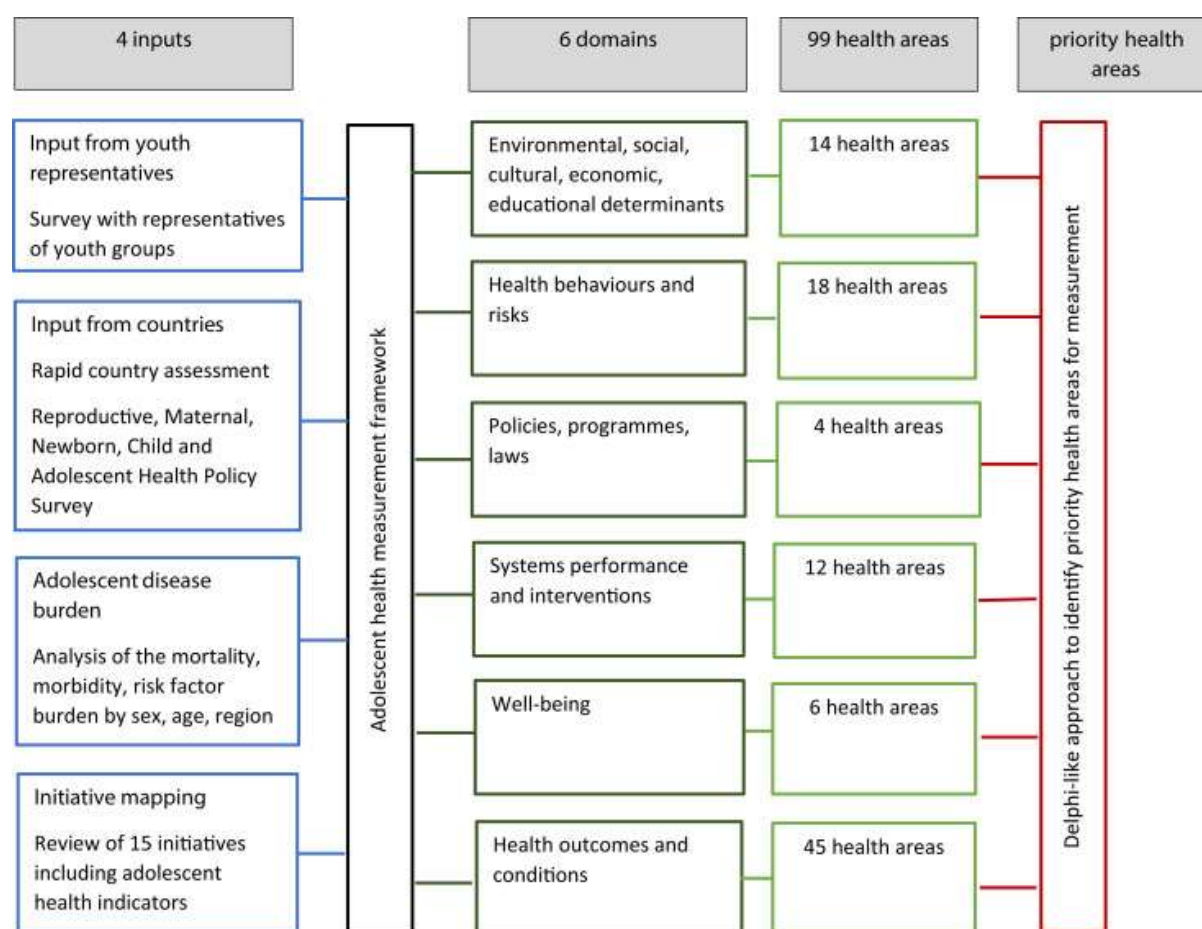 4 inputs
6 domains
99 health areas
priority health
areas
Input from youth
representatives
Survey with representatives
of youth groups
Input from countries
Rapid country assessment
Reproductive, Maternal,
Newborn, Child and
Adolescent Health Policy
Survey
Adolescent disease
burden
Analysis of the mortality,
morbidity, risk factor
burden by sex, age, region
Initiative mapping
Review of 15 initiatives
including adolescent
health indicators
Adolescent health measurement framework
Environmental, social,
cultural, economic,
educational determinants
14 health areas
Health behaviours and
risks
18 health areas
Policies, programmes,
laws
4 health areas
Systems performance
and interventions
12 health areas
Well-being
6 health areas
Health outcomes and
conditions
45 health areas
Delphi-like approach to identify priority health areas for measurement